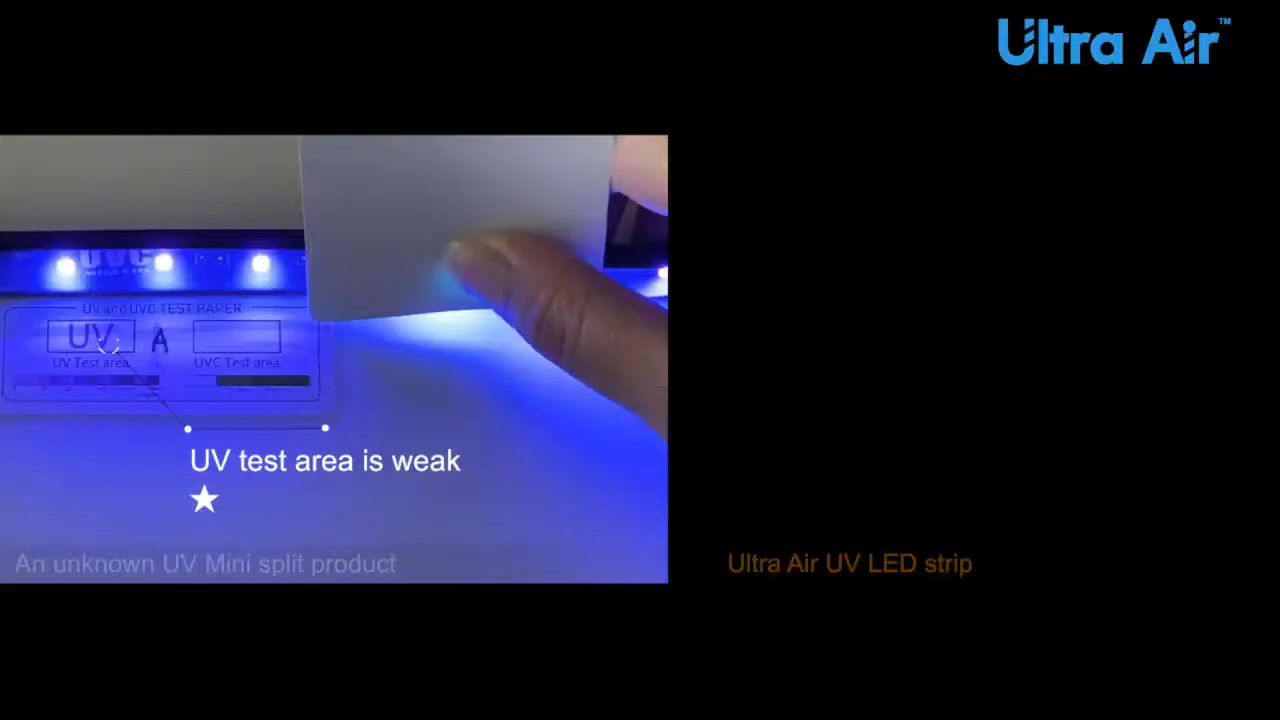 Ultra Air™
UVC
UV and UVC TEST PAPER
UV
A
UV Test area
UVC Test area
UV test area is weak
An unknown UV Mini split product
Ultra Air UV LED strip